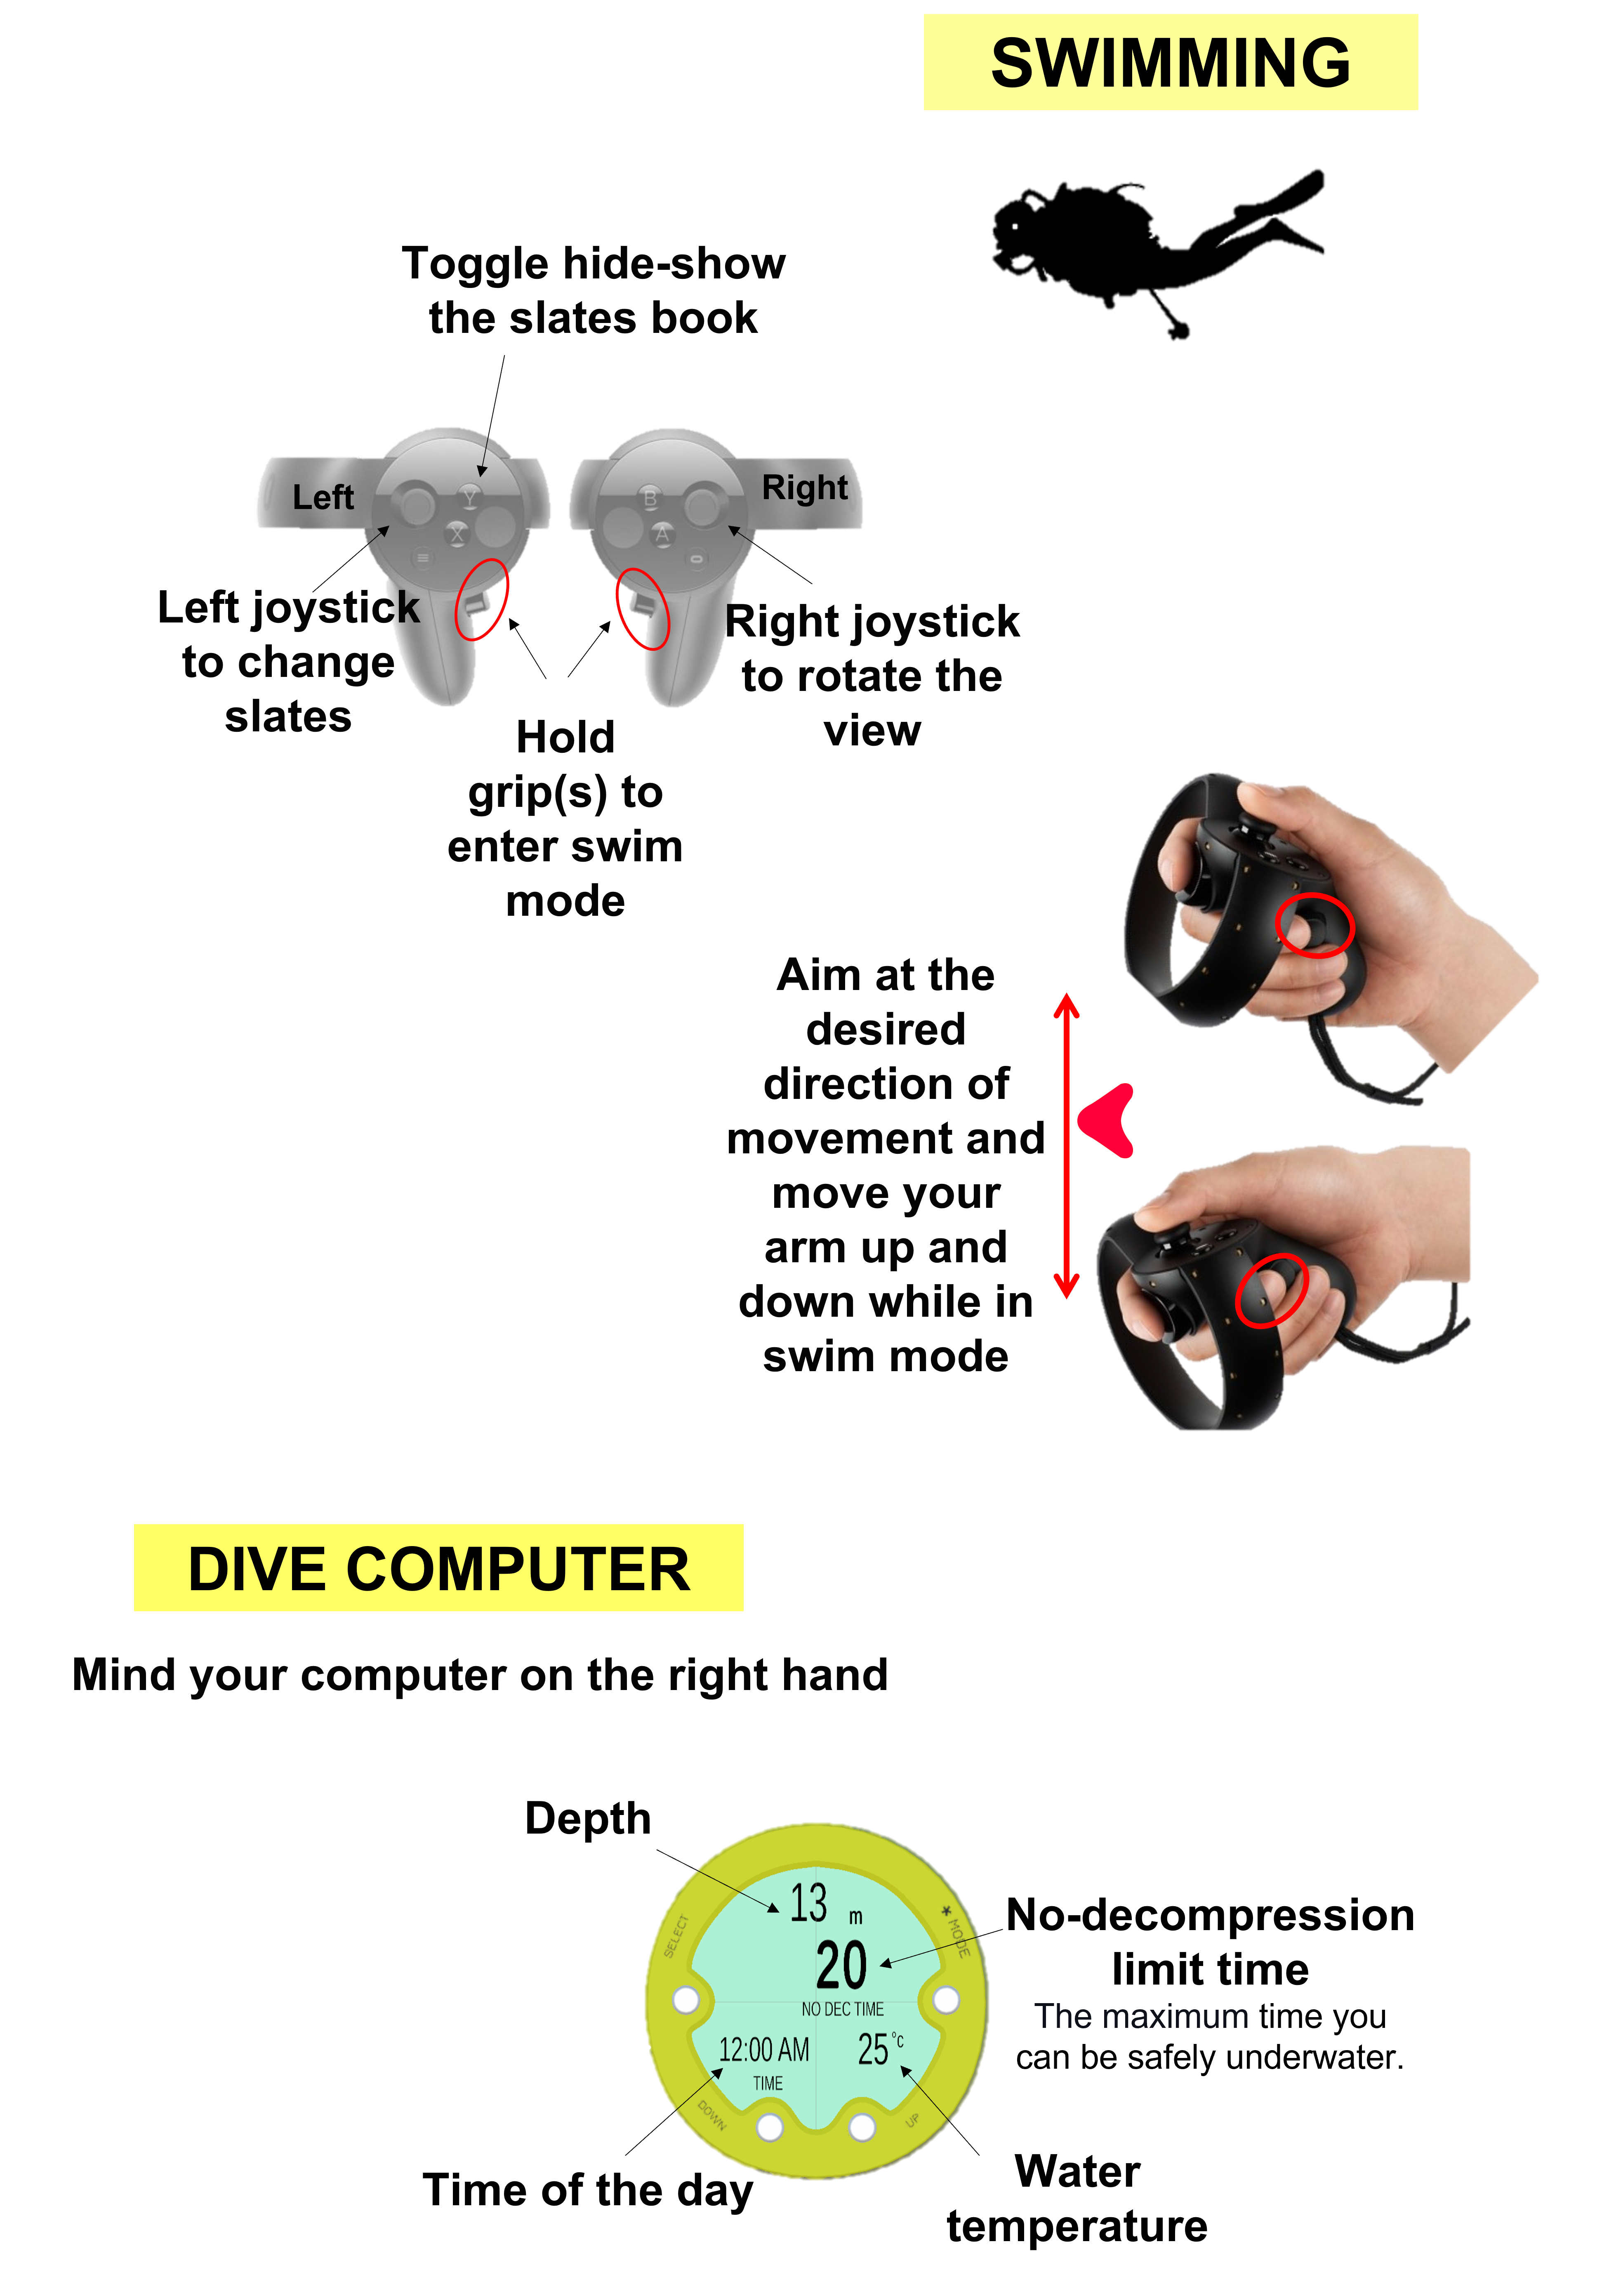 SWIMMING
Toggle hide-show
the slates book
Left
Y
X
B
A
Right
Left joystick
to change
slates
Right joystick
to rotate the
view
Hold
grip(s) to
enter swim
mode
Aim at the
desired
direction of
movement and
move your
arm up and
down while in
swim mode
DIVE COMPUTER
Mind your computer on the right hand
Depth
13 m
SELECT
* MODE
20
NO DEC TIME
No-decompression
limit time
The maximum time you
can be safely underwater.
12:00 AM
TIME
25 °c
DOWN
UP
Time of the day
Water
temperature